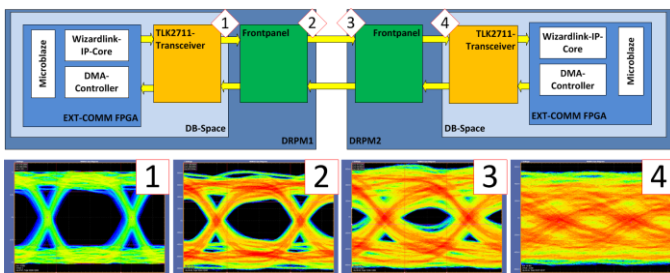 1
2
3
4
Microblaze
Wizardlink-
IP-Core
DMA-
Controller
EXT-COMM FPGA
TLK2711-
Transceiver
DB-Space
Frontpanel
DRPM1
Frontpanel
DRPM2
TLK2711-
Transceiver
DB-Space
Wizardlink-IP-
Core
DMA-
Controller
Microblaze
EXT-COMM FPGA
1
2
3
4